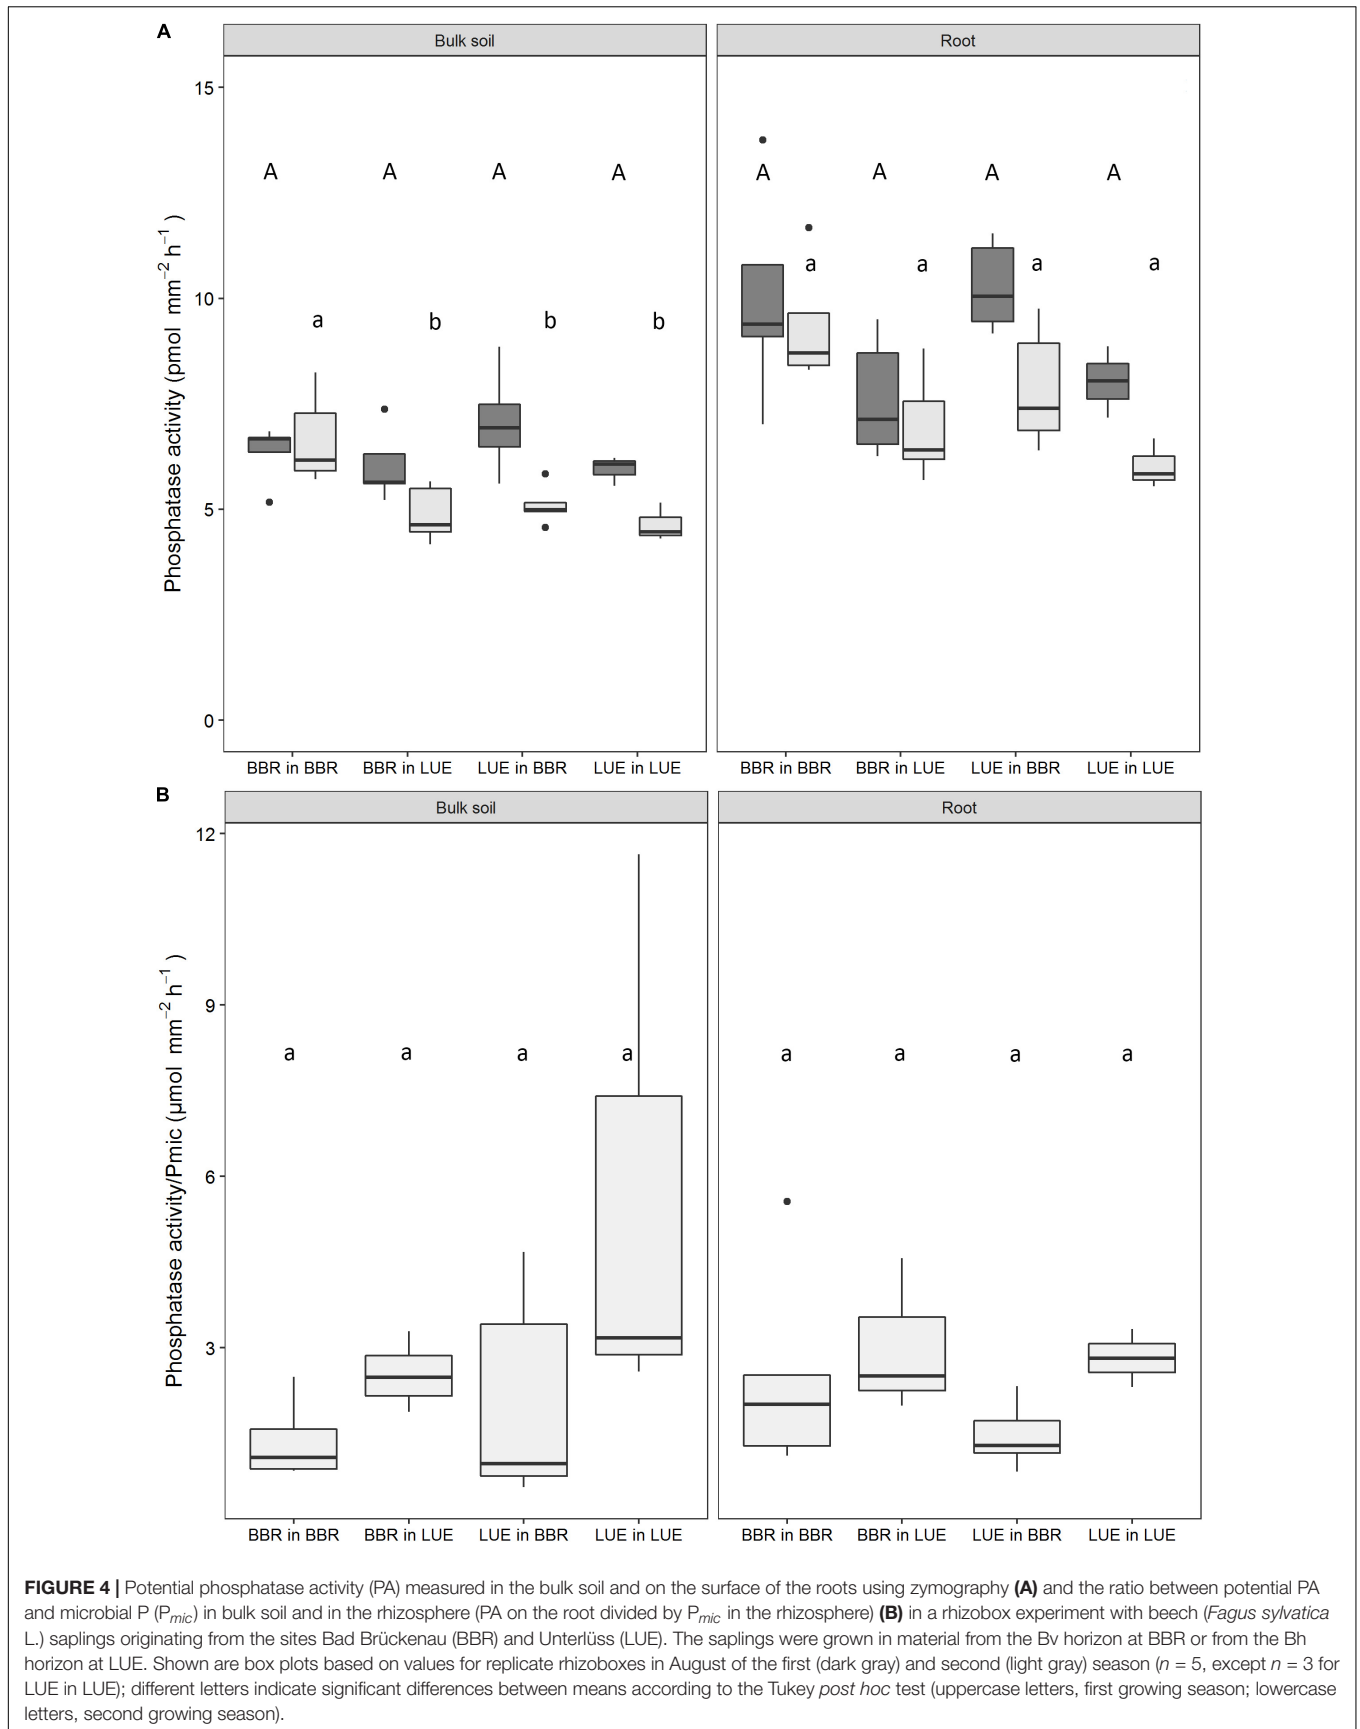 A
Bulk soil
Root
Phosphatase activity (pmol mm−2 h−1 )
15
10
5
0
A A A A
a b b b
A A A A
a a a a
BBR in BBR BBR in LUE LUE in BBR LUE in LUE
BBR in BBR BBR in LUE LUE in BBR LUE in LUE
B
Bulk soil
Root
Phosphatase activity/Pmic (μmol mm−2 h−1 )
12
9
6
3
a a a a
a a a a
BBR in BBR BBR in LUE LUE in BBR LUE in LUE
BBR in BBR BBR in LUE LUE in BBR LUE in LUE
FIGURE 4 | Potential phosphatase activity (PA) measured in the bulk soil and on the surface of the roots using zymography (A) and the ratio between potential PA
and microbial P (Pmic) in bulk soil and in the rhizosphere (PA on the root divided by Pmic in the rhizosphere) (B) in a rhizobox experiment with beech (Fagus sylvatica
L.) saplings originating from the sites Bad Brückenau (BBR) and Unterlüss (LUE). The saplings were grown in material from the Bv horizon at BBR or from the Bh
horizon at LUE. Shown are box plots based on values for replicate rhizoboxes in August of the first (dark gray) and second (light gray) season (n = 5, except n = 3 for
LUE in LUE); different letters indicate significant differences between means according to the Tukey post hoc test (uppercase letters, first growing season; lowercase
letters, second growing season).